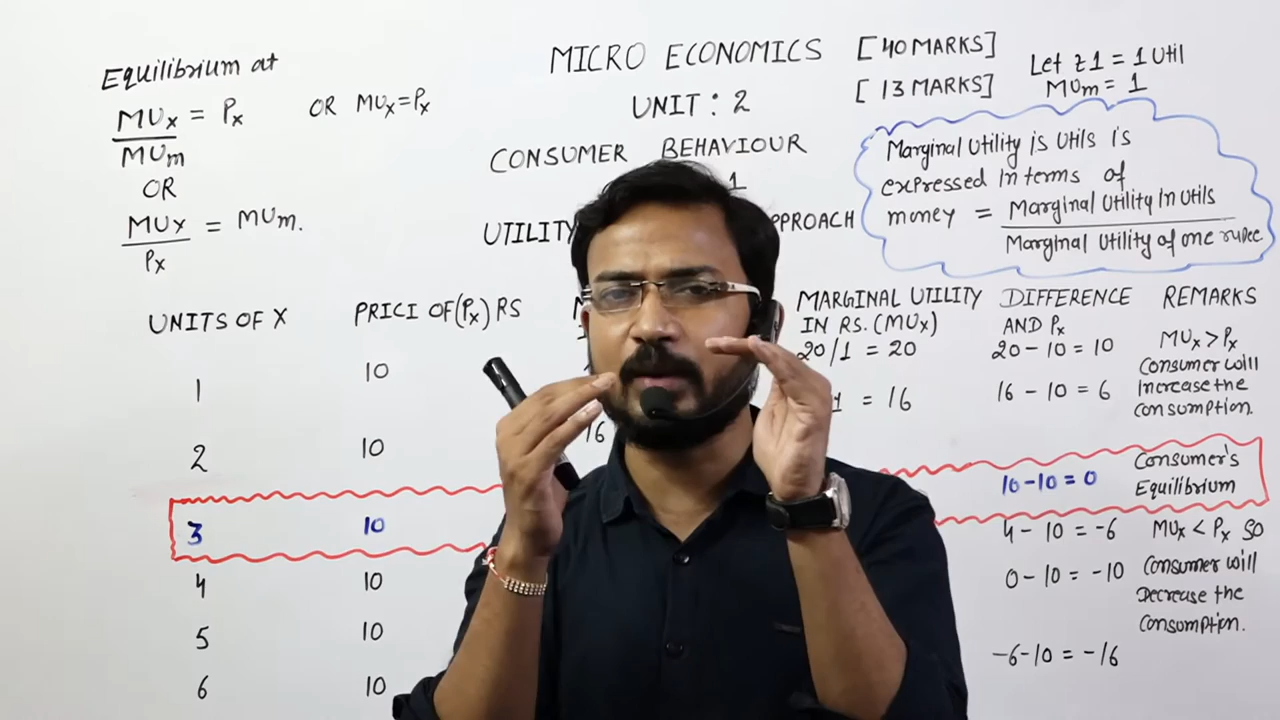 Equilibrium at
MUx / MUm = Px OR MUx = Px
OR
MUx / Px = MUm.
MICRO ECONOMICS [40 MARKS]
UNIT : 2 [13 MARKS]
CONSUMER BEHAVIOUR
1
UTILITY APPROACH
Let ₹1 = 1 Util
MUm = 1
Marginal Utility is Utils is
expressed in terms of
money = Marginal Utility In Utils / Marginal Utility of one rupee
UNITS OF X PRICI OF (Px) RS MARGINAL UTILITY IN RS. (MUx) DIFFERENCE AND Px REMARKS
1 10 20/1 = 20 20 - 10 = 10 MUx > Px
Consumer will
Increase the
consumption.
2 10 16 1 = 16 16 - 10 = 6
3 10 10 - 10 = 0 Consumer's
Equilibrium
4 10 4 - 10 = -6 MUx < Px so
5 10 0 - 10 = -10 Consumer will
Decrease the
consumption.
6 10 -6 - 10 = -16